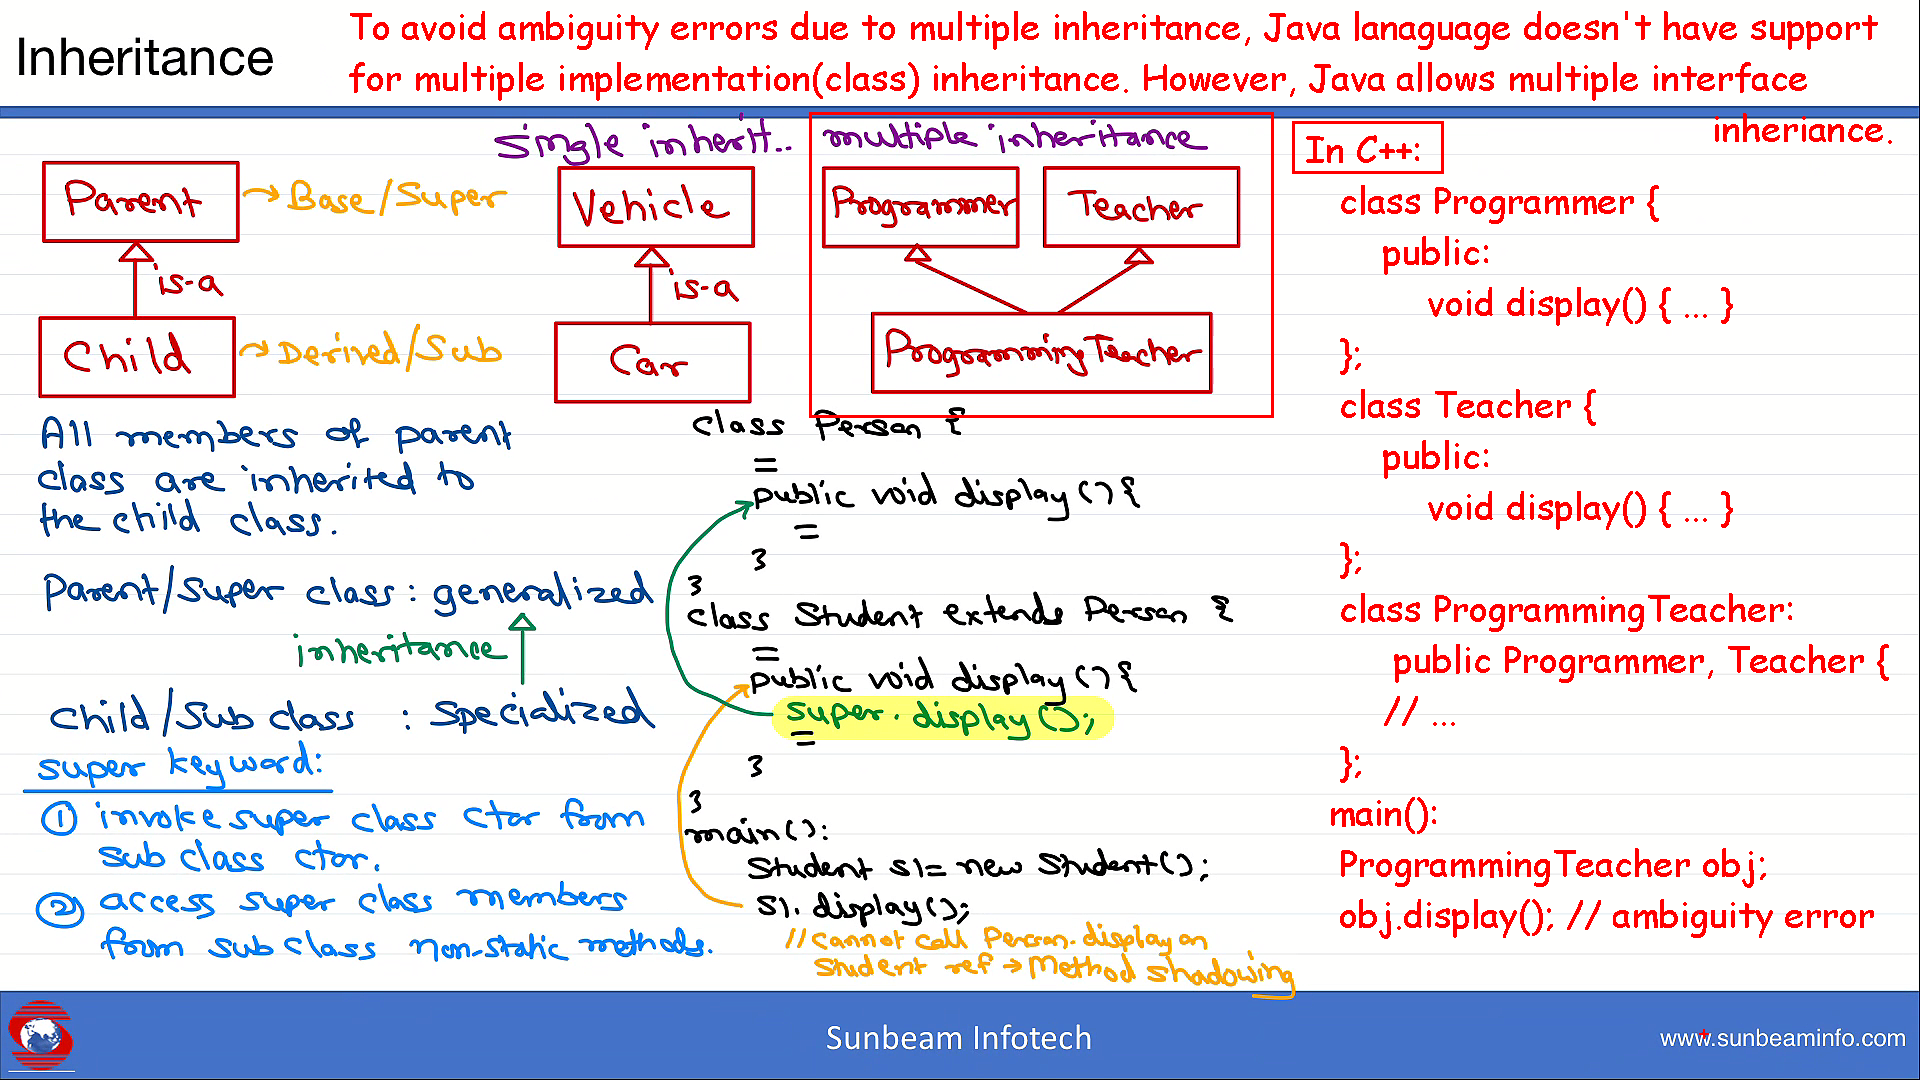 Inheritance
To avoid ambiguity errors due to multiple inheritance, Java lanaguage doesn't have support
for multiple implementation(class) inheritance. However, Java allows multiple interface
inheriance.
single inherit..
multiple inheritance
Parent → Base/Super
is-a
Child → Derived/Sub
Vehicle
is-a
Car
Programmer
Teacher
ProgrammingTeacher
All members of parent
class are inherited to
the child class.
Parent/Super class : generalized
inheritance
Child/Sub class : specialized
super keyword:
① invoke super class ctor from
sub class ctor.
② access super class members
from sub class non-static methods.
class Person {
=
public void display() {
=
}
}
class Student extends Person {
=
public void display() {
super.display();
=
}
}
main():
Student s1 = new Student();
s1.display();
// Cannot call Person.display on
Student ref → Method shadowing
In C++:
class Programmer {
public:
void display() { ... }
};
class Teacher {
public:
void display() { ... }
};
class ProgrammingTeacher:
public Programmer, Teacher {
// ...
};
main():
ProgrammingTeacher obj;
obj.display(); // ambiguity error
Sunbeam Infotech
www.sunbeaminfo.com